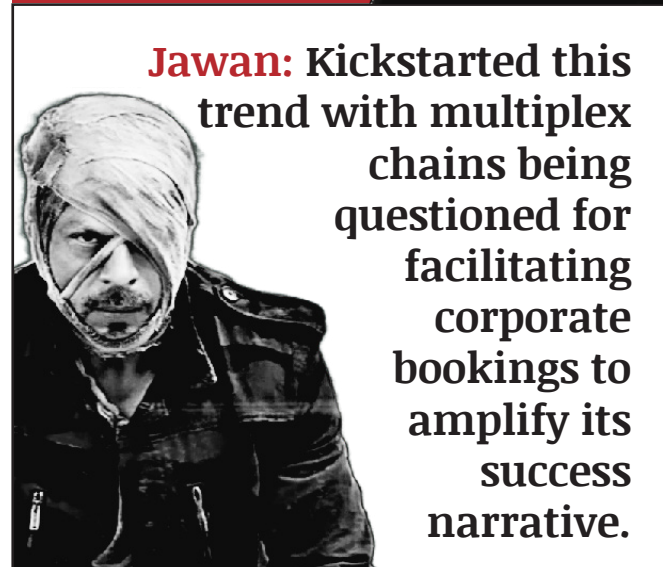 Jawan: Kickstarted this
trend with multiplex
chains being
questioned for
facilitating
corporate
bookings to
amplify its
success
narrative.